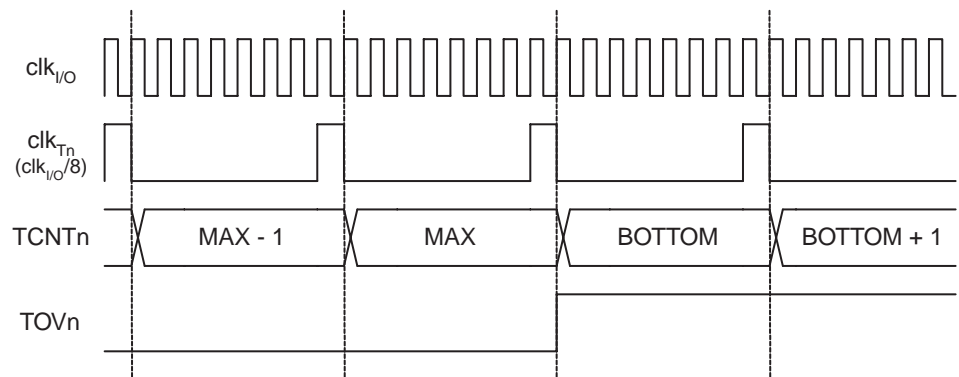 clkI/O
clkTn
(clkI/O/8)
TCNTn MAX - 1 MAX BOTTOM BOTTOM + 1
TOVn